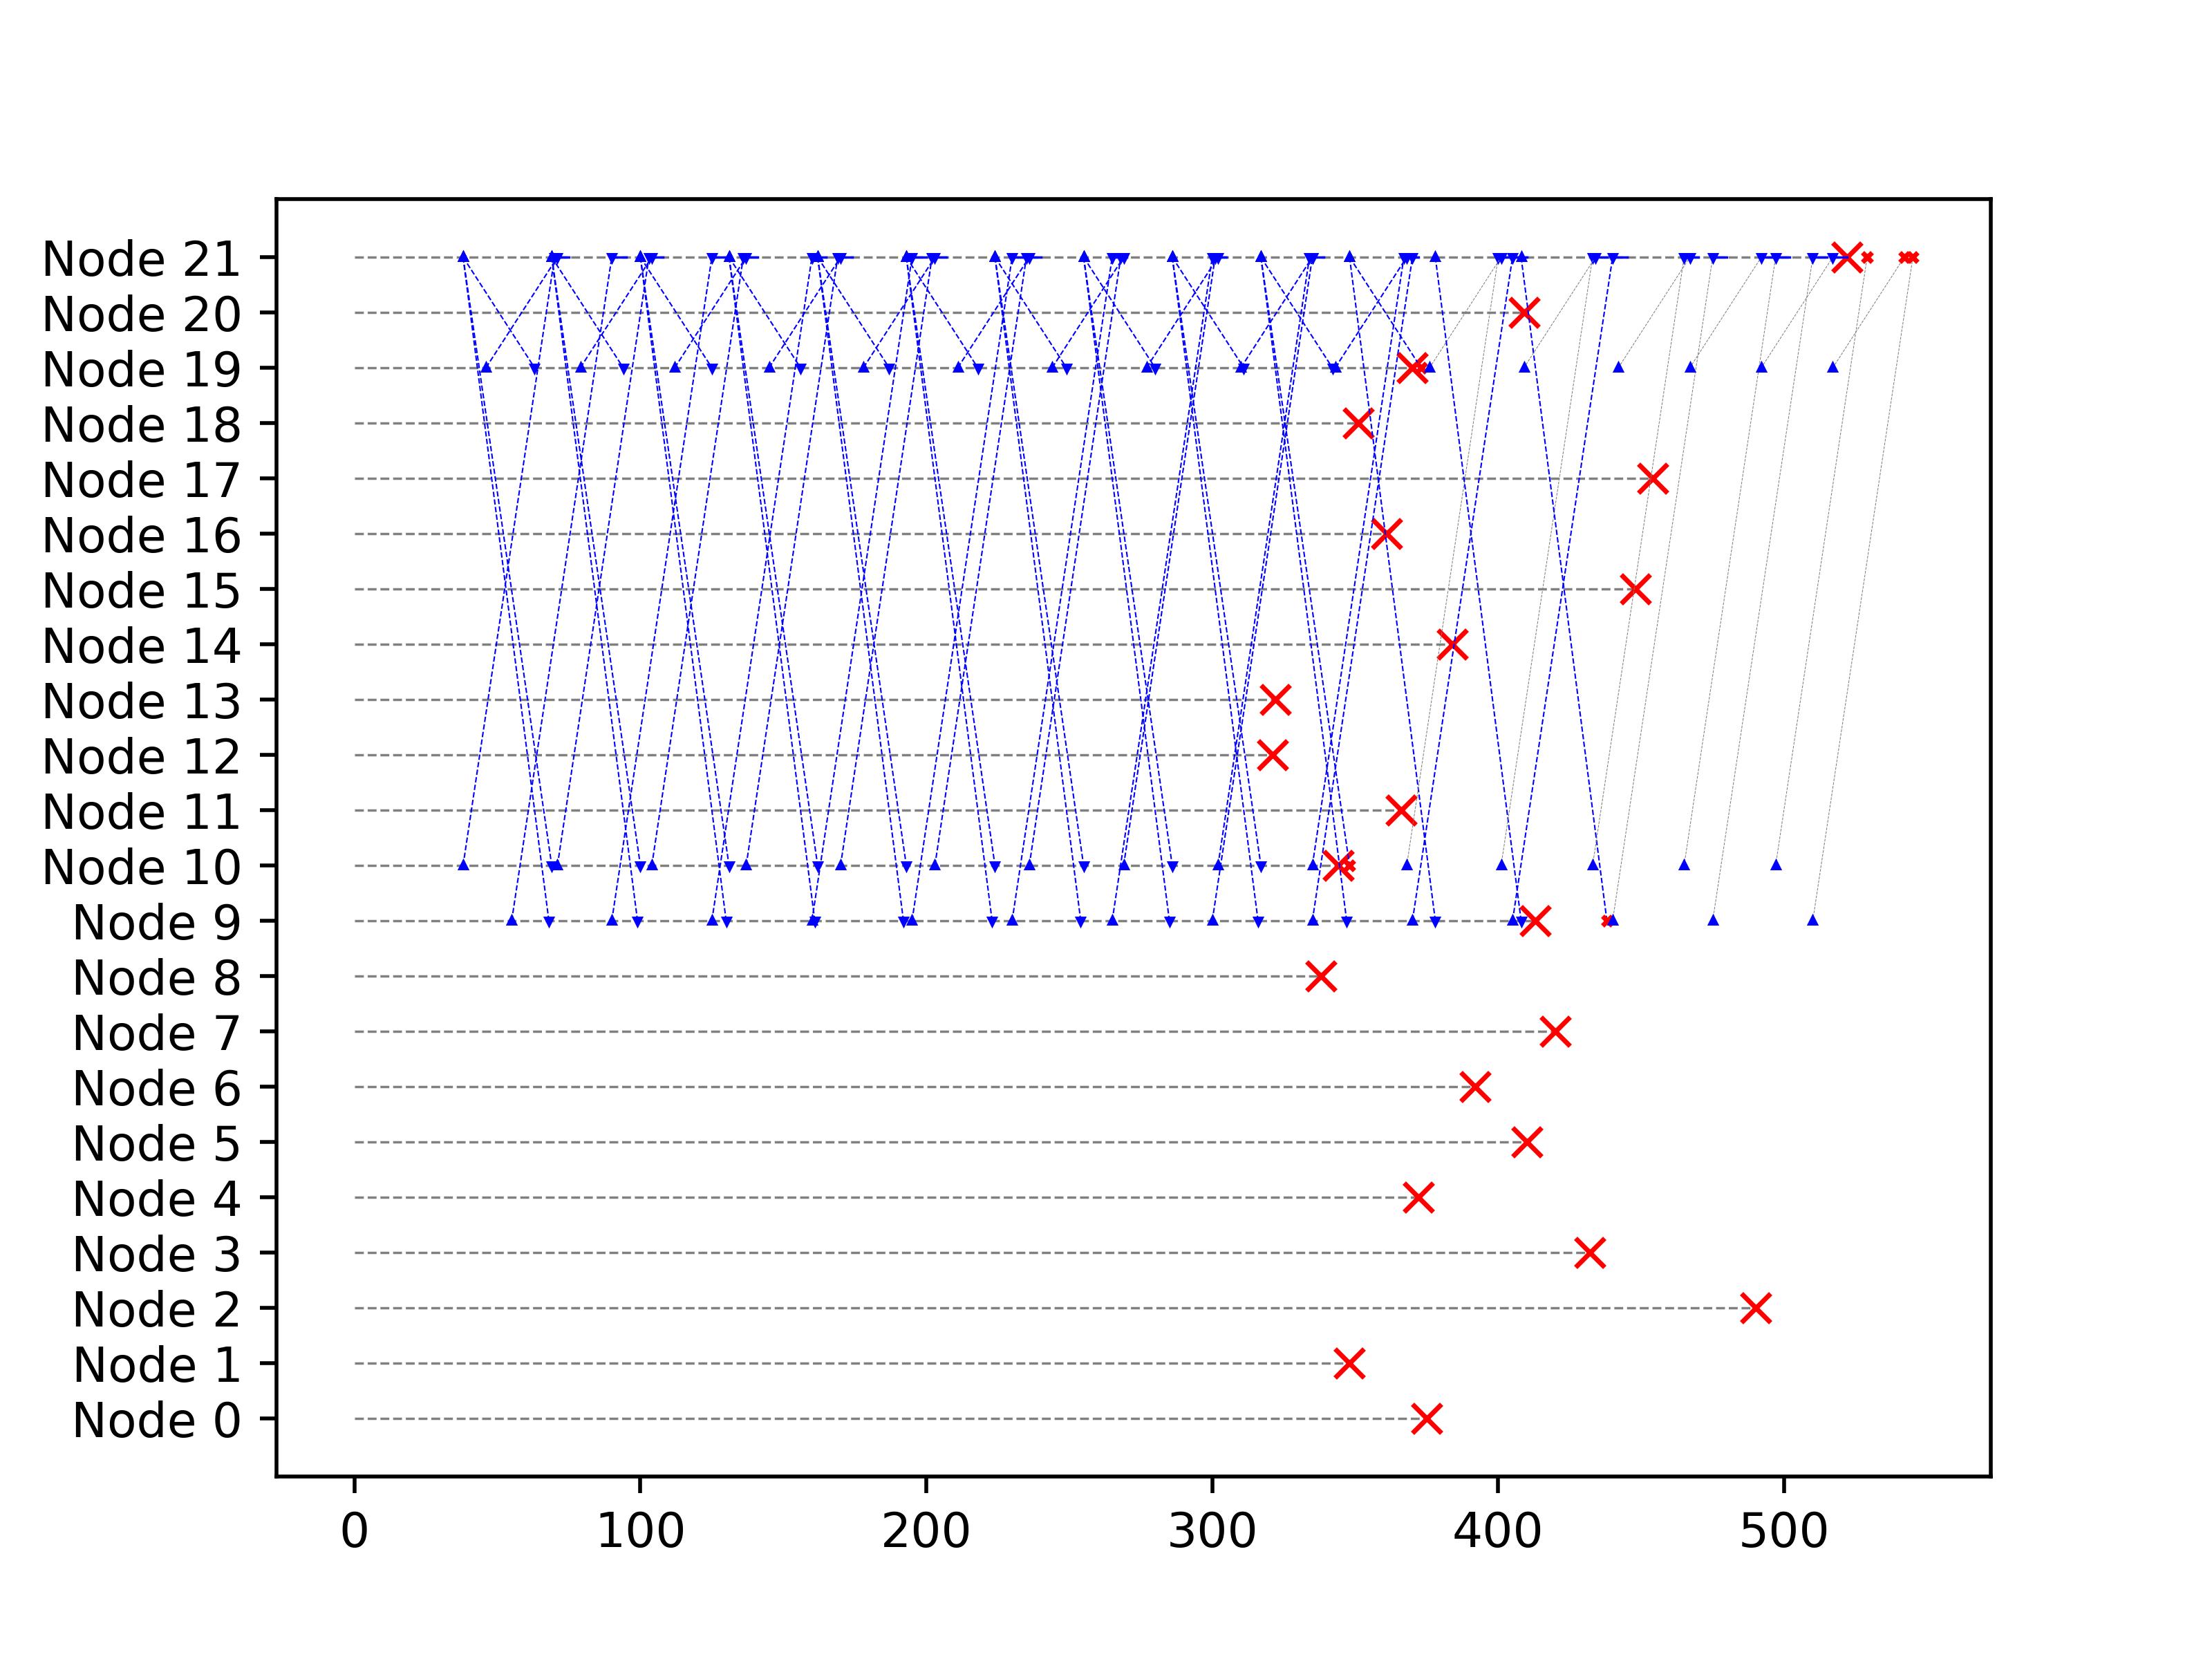 Node 21
Node 20
Node 19
Node 18
Node 17
Node 16
Node 15
Node 14
Node 13
Node 12
Node 11
Node 10
Node 9
Node 8
Node 7
Node 6
Node 5
Node 4
Node 3
Node 2
Node 1
Node 0
0 100 200 300 400 500